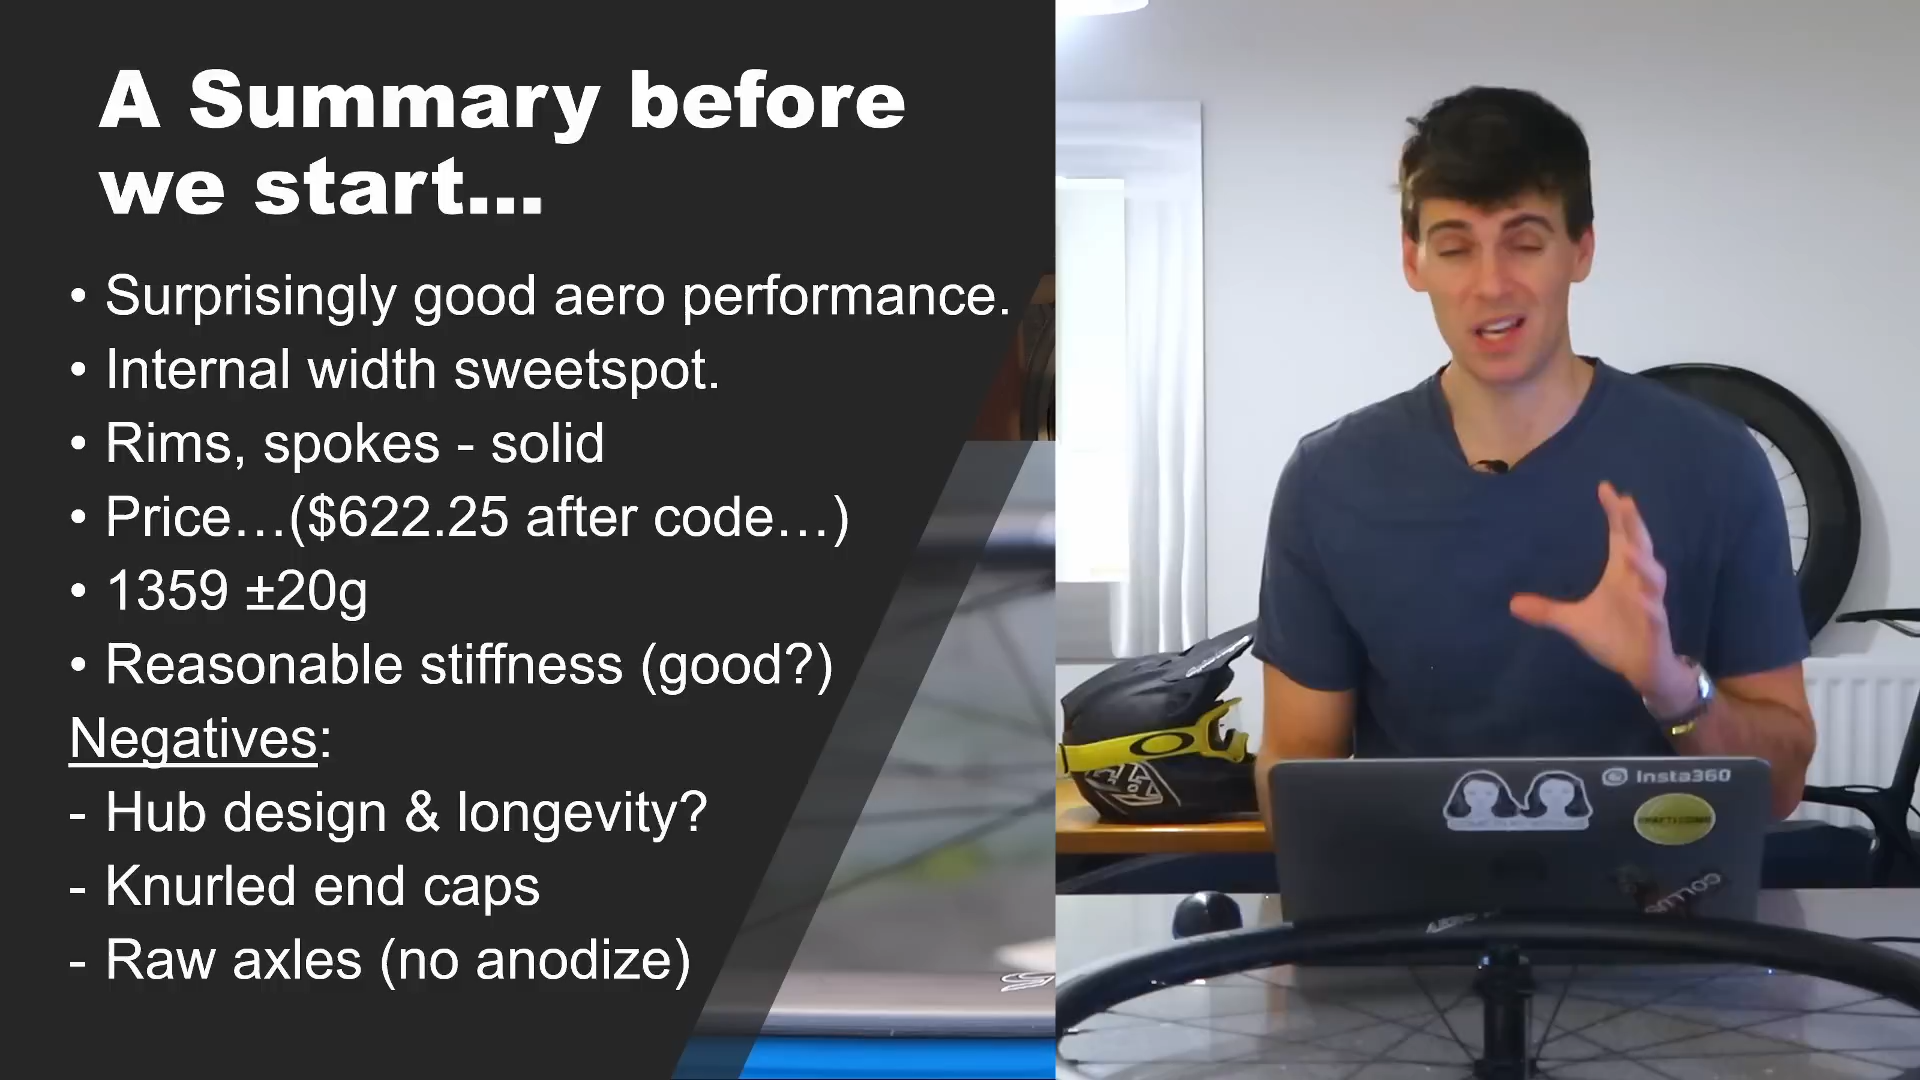 A Summary before
we start...
• Surprisingly good aero performance.
• Internal width sweetspot.
• Rims, spokes - solid
• Price…($622.25 after code…)
• 1359 ±20g
• Reasonable stiffness (good?)
Negatives:
- Hub design & longevity?
- Knurled end caps
- Raw axles (no anodize)
Insta360